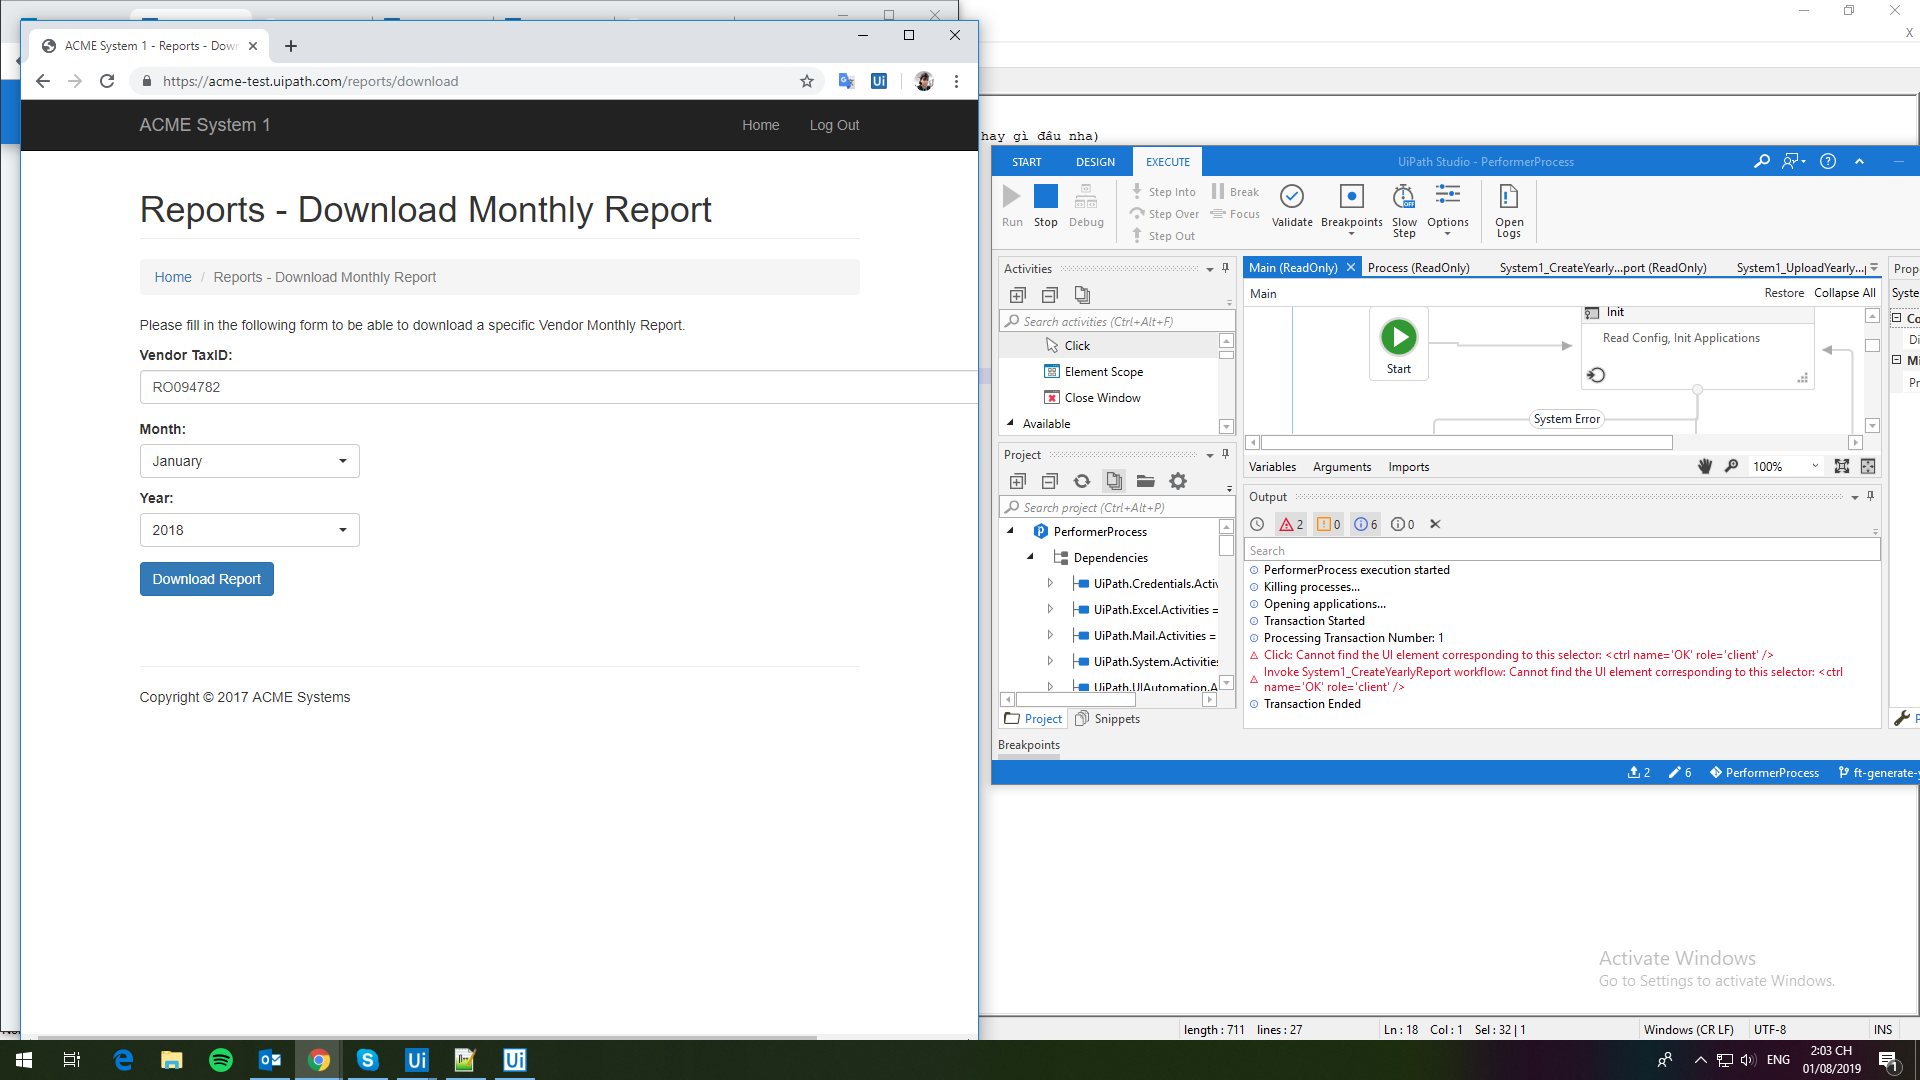 ACME System 1 - Reports - Dow
https://acme-test.uipath.com/reports/download
ACME System 1
Home
Log Out
Reports - Download Monthly Report
Home / Reports - Download Monthly Report
Please fill in the following form to be able to download a specific Vendor Monthly Report.
Vendor TaxID:
RO094782
Month:
January
Year:
2018
Download Report
Copyright © 2017 ACME Systems
X
hay gì đâu nha)
START DESIGN EXECUTE
UiPath Studio - PerformerProcess
Run
Stop
Debug
Step Into
Step Over
Step Out
Break
Focus
Validate
Breakpoints
Slow Step
OFF
Options
Open Logs
Activities
Search activities (Ctrl+Alt+F)
Click
Element Scope
Close Window
Available
Project
Search project (Ctrl+Alt+P)
PerformerProcess
Dependencies
UiPath.Credentials.Activ
UiPath.Excel.Activities =
UiPath.Mail.Activities =
UiPath.System.Activities
UiPath.UIAutomation.A
Project
Snippets
Breakpoints
Main (ReadOnly)
Process (ReadOnly)
System1_CreateYearly...port (ReadOnly)
System1_UploadYearly...
Main
Restore
Collapse All
Start
Init
Read Config, Init Applications
System Error
Variables
Arguments
Imports
100%
Output
2
0
6
0
Search
PerformerProcess execution started
Killing processes...
Opening applications...
Transaction Started
Processing Transaction Number: 1
Click: Cannot find the UI element corresponding to this selector: <ctrl name='OK' role='client' />
Invoke System1_CreateYearlyReport workflow: Cannot find the UI element corresponding to this selector: <ctrl
name='OK' role='client' />
Transaction Ended
Prop
Syste
Co
Di
Mi
Pr
P
2
6
PerformerProcess
ft-generate-y
Activate Windows
Go to Settings to activate Windows.
length : 711 lines : 27
Ln : 18 Col : 1 Sel : 32 | 1
Windows (CR LF)
UTF-8
INS
Ui
Ui
Ui
ENG
2:03 CH
01/08/2019
1